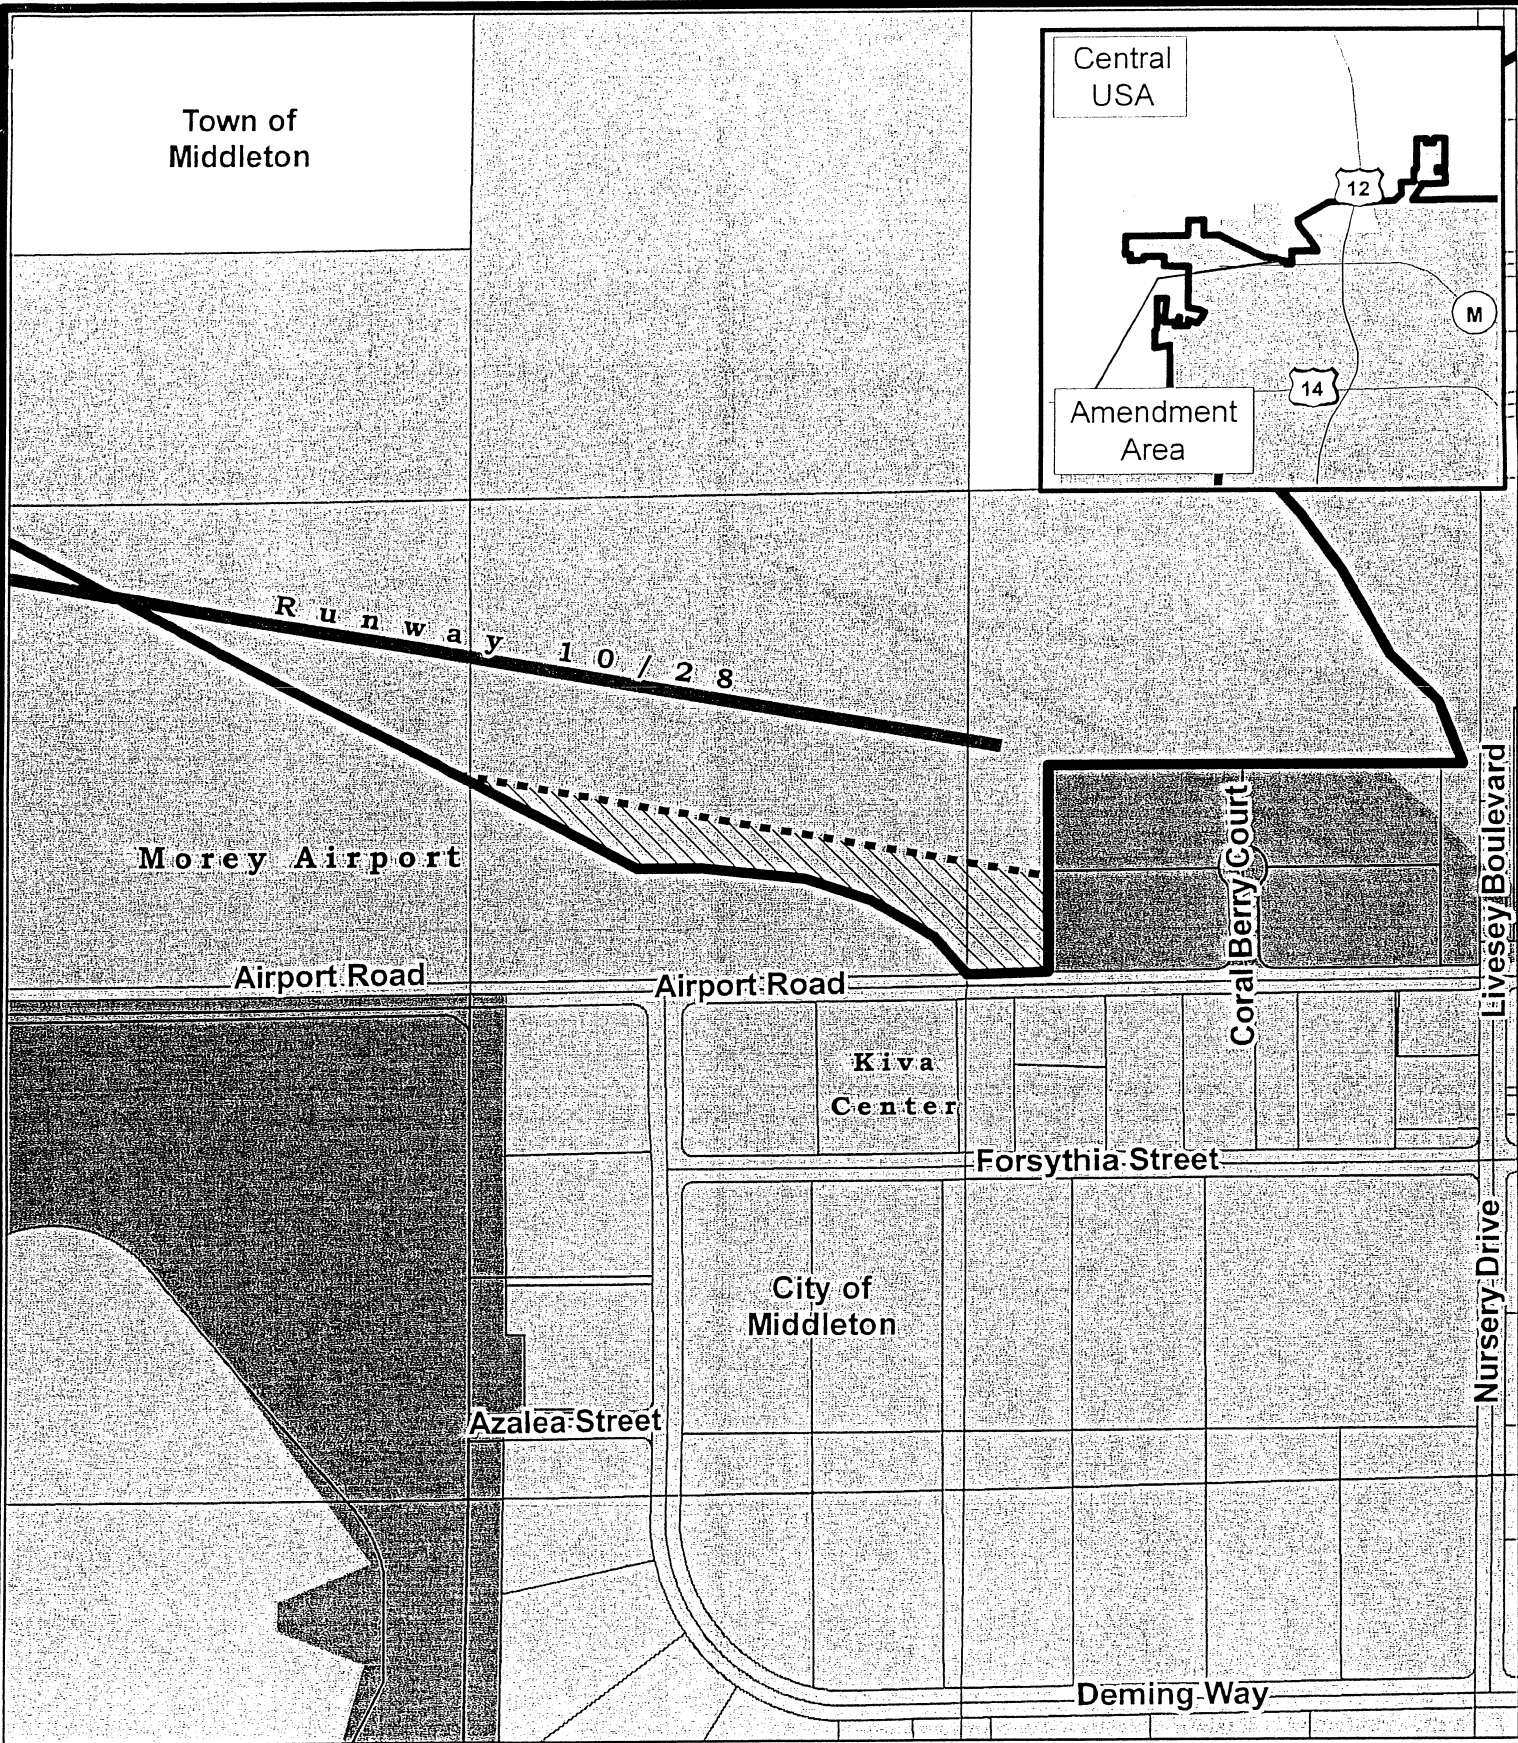 Central
USA
Town of
Middleton
12
M
14
Amendment
Area
Runway 10/28
Morey Airport
Coral Berry Court
Livesey Boulevard
Airport Road
Airport Road
Kiva
Center
Forsythia Street
City of
Middleton
Nursery Drive
Azalea Street
Deming Way